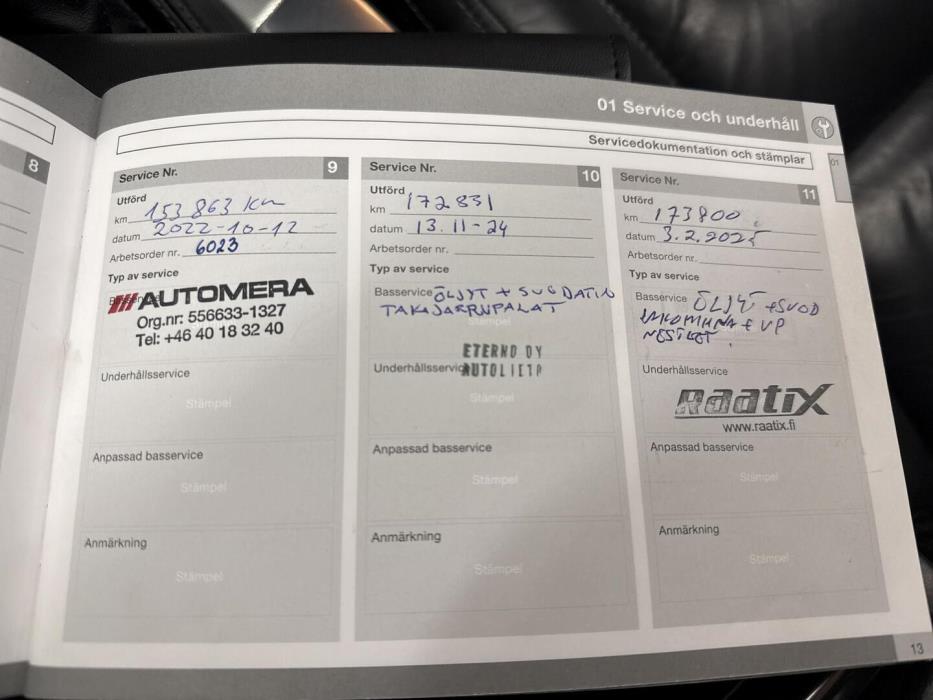 01 Service och underhåll
Servicedokumentation och stämplar
01
8
Service Nr. 9
Utförd
km 153 863 km
datum 2022-10-12
Arbetsorder nr. 6023
Typ av service
AUTOMERA
Org.nr: 556633-1327
Tel: +46 40 18 32 40
Underhållsservice
Stämpel
Anpassad basservice
Stämpel
Anmärkning
Stämpel
Service Nr. 10
Utförd
km 172831
datum 13.11-24
Arbetsorder nr.
Typ av service
Basservice ÖLJYT + SUODATIN
TAKAJARRUPALAT
Stämpel
ETERNO OY
Underhållsservice AUTOLIETO
Stämpel
Anpassad basservice
Stämpel
Anmärkning
Stämpel
Service Nr. 11
Utförd
km 173800
datum 3.2.2025
Arbetsorder nr.
Typ av service
Basservice ÖLJY + SUOD
+ VP
NESTEET.
Underhållsservice
Raatix
www.raatix.fi
Anpassad basservice
Stämpel
Anmärkning
Stämpel
13